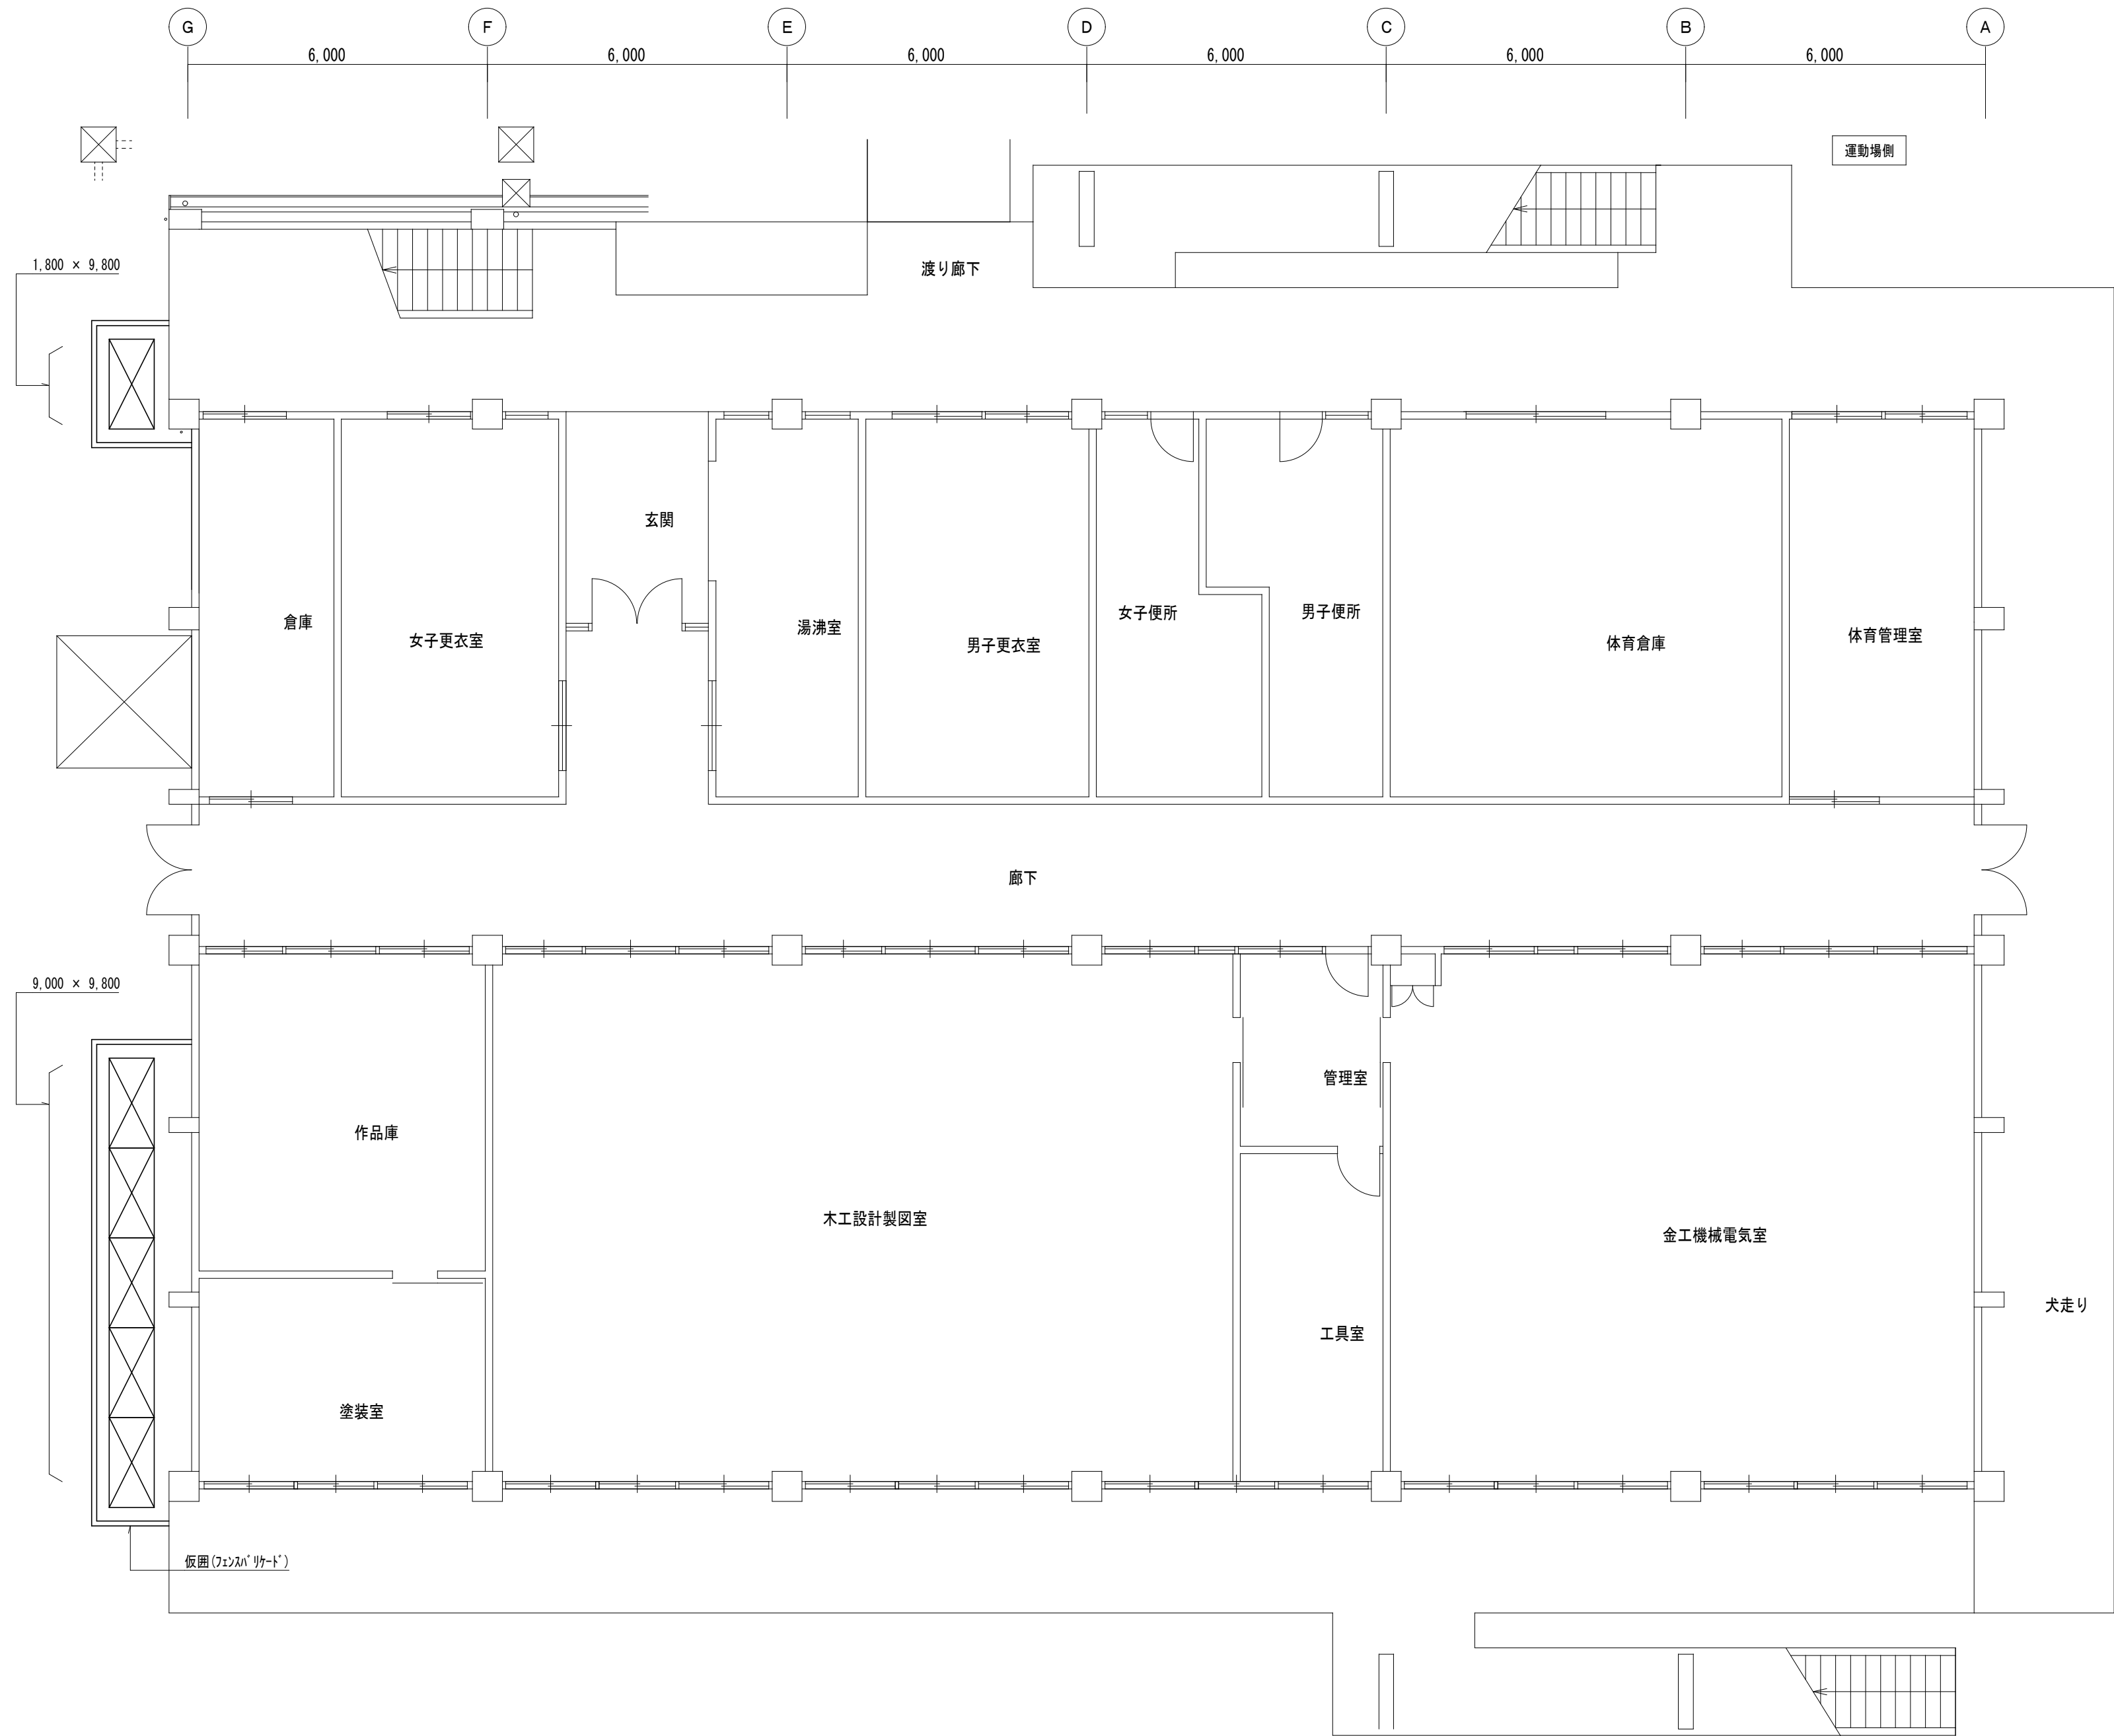 G F E D C B A
6,000 6,000 6,000 6,000 6,000 6,000
運動場側
1,800 × 9,800
渡り廊下
玄関
倉庫
女子更衣室
湯沸室
男子更衣室
女子便所
男子便所
体育倉庫
体育管理室
廊下
9,000 × 9,800
管理室
作品庫
木工設計製図室
金工機械電気室
犬走り
工具室
塗装室
仮囲(ﾌｪﾝｽﾊﾞﾘｹｰﾄﾞ)